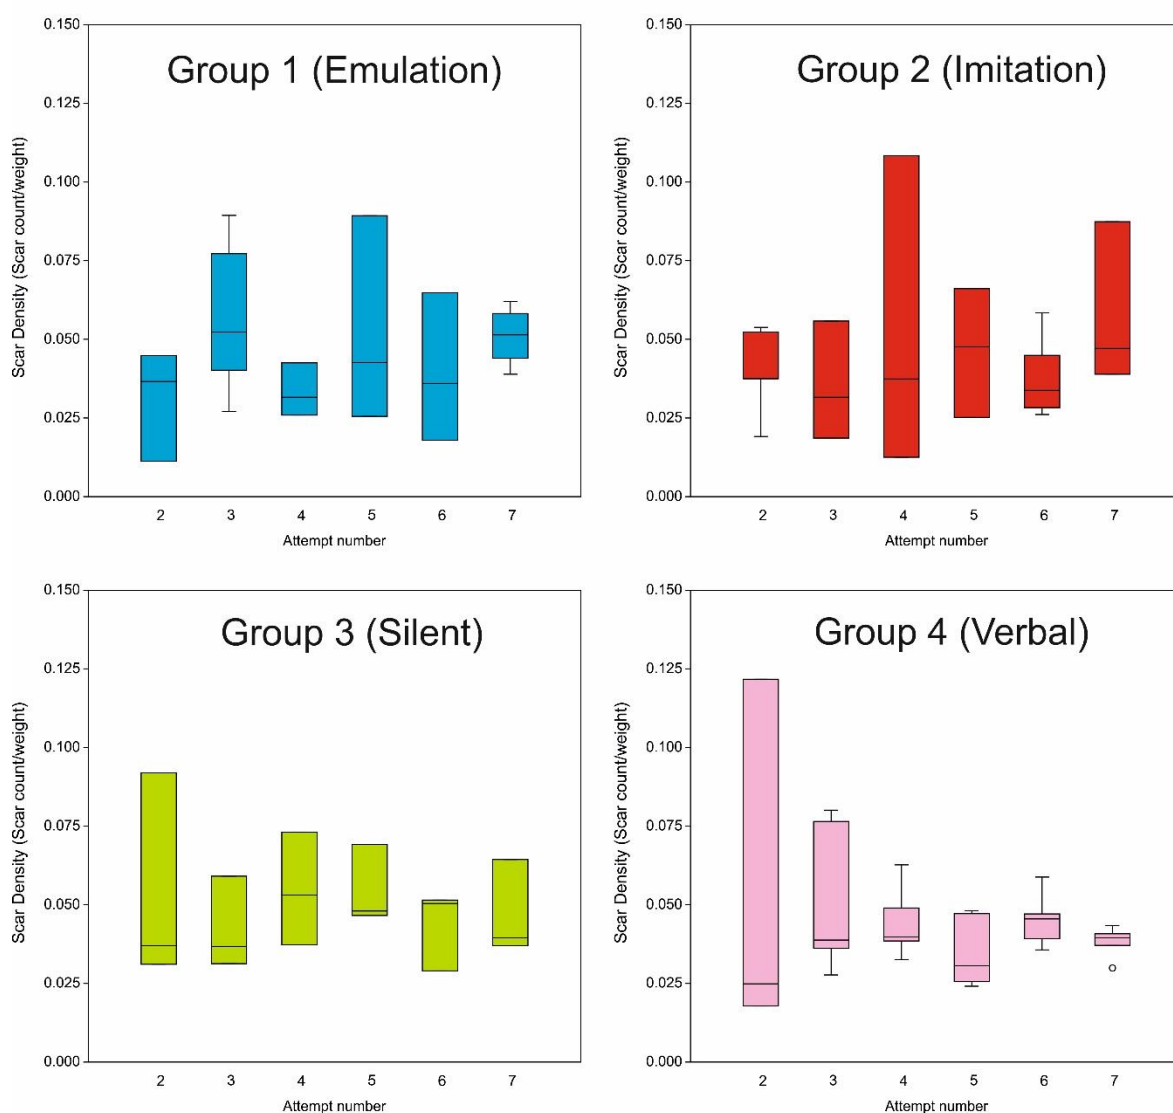 Group 1 (Emulation)
Scar Density (Scar count/weight)
0.150
0.125
0.100
0.075
0.050
0.025
0.000
2 3 4 5 6 7
Attempt number
Group 2 (Imitation)
Scar Density (Scar count/weight)
0.150
0.125
0.100
0.075
0.050
0.025
0.000
2 3 4 5 6 7
Attempt number
Group 3 (Silent)
Scar Density (Scar count/weight)
0.150
0.125
0.100
0.075
0.050
0.025
0.000
2 3 4 5 6 7
Attempt number
Group 4 (Verbal)
Scar Density (Scar count/weight)
0.150
0.125
0.100
0.075
0.050
0.025
0.000
2 3 4 5 6 7
Attempt number